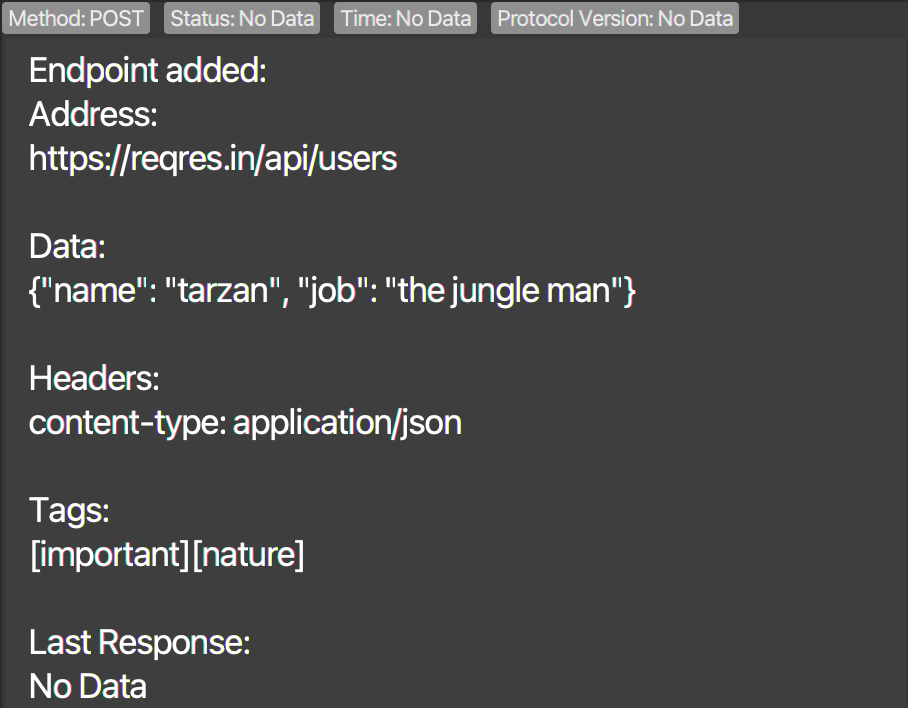 Method: POST Status: No Data Time: No Data Protocol Version: No Data
Endpoint added:
Address:
https://reqres.in/api/users
Data:
{"name": "tarzan", "job": "the jungle man"}
Headers:
content-type: application/json
Tags:
[important][nature]
Last Response:
No Data